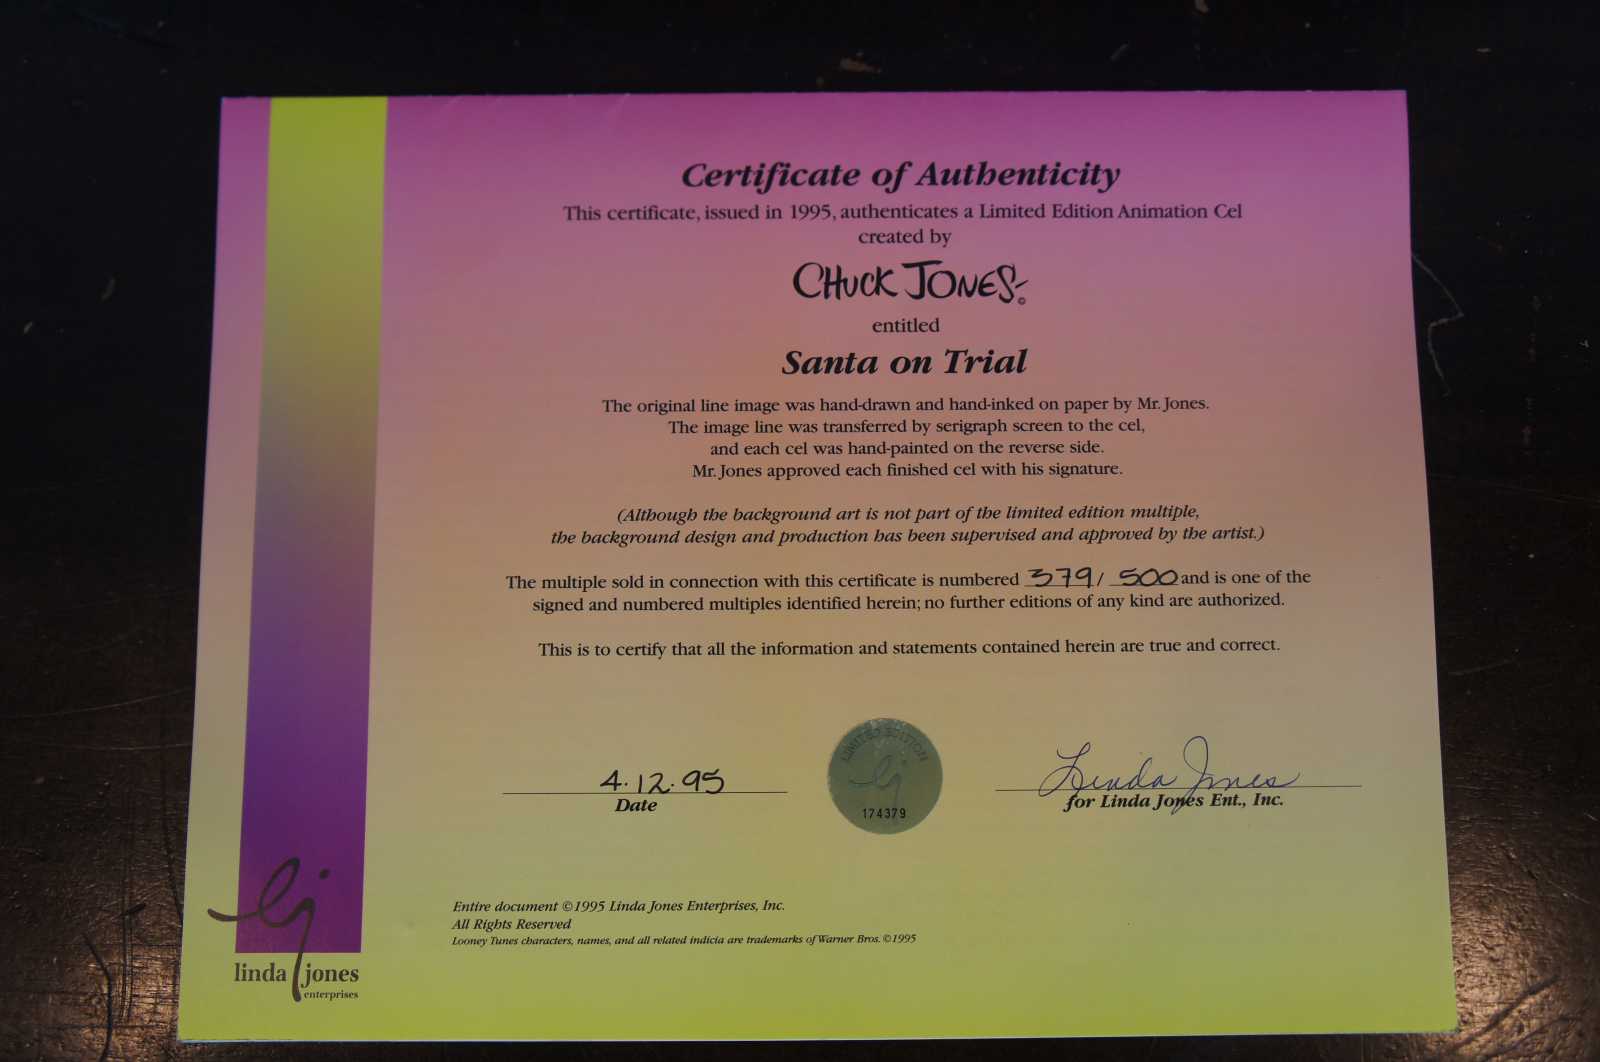 Certificate of Authenticity
This certificate, issued in 1995, authenticates a Limited Edition Animation Cel
created by
CHUCK JONES ©
entitled
Santa on Trial
The original line image was hand-drawn and hand-inked on paper by Mr. Jones.
The image line was transferred by serigraph screen to the cel,
and each cel was hand-painted on the reverse side.
Mr. Jones approved each finished cel with his signature.
(Although the background art is not part of the limited edition multiple,
the background design and production has been supervised and approved by the artist.)
The multiple sold in connection with this certificate is numbered 379 / 500 and is one of the
signed and numbered multiples identified herein; no further editions of any kind are authorized.
This is to certify that all the information and statements contained herein are true and correct.
4.12.95
Date
LIMITED EDITION
lj
174379
Linda Jones
for Linda Jones Ent., Inc.
Entire document ©1995 Linda Jones Enterprises, Inc.
All Rights Reserved
Looney Tunes characters, names, and all related indicia are trademarks of Warner Bros. ©1995
lj
linda jones
enterprises